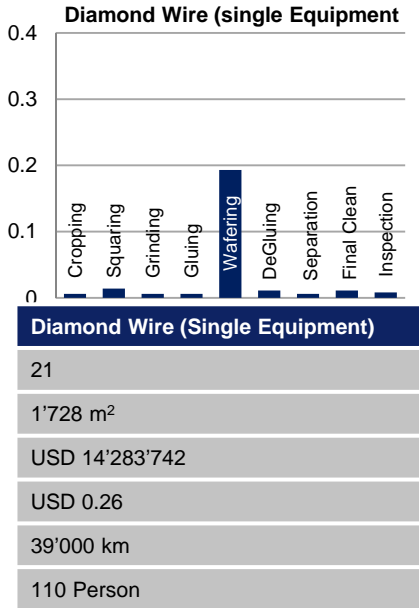 Diamond Wire (single Equipment
0.4
0.3
0.2
0.1
0
Cropping
Squaring
Grinding
Gluing
Wafering
DeGluing
Separation
Final Clean
Inspection
Diamond Wire (Single Equipment)
21
1’728 m²
USD 14’283’742
USD 0.26
39’000 km
110 Person